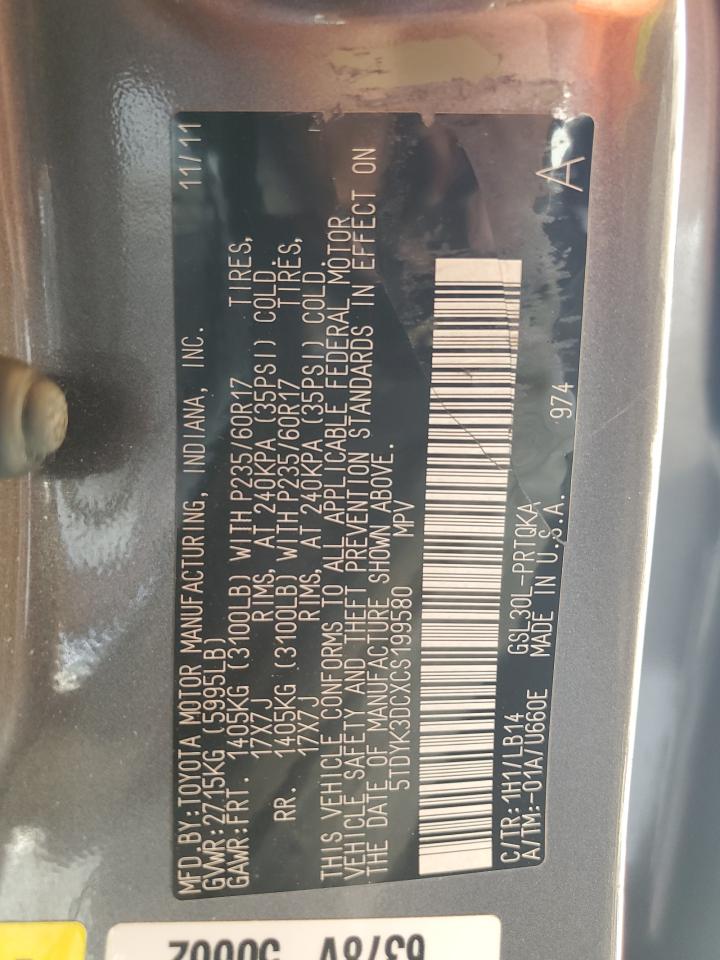 MFD.BY:TOYOTA MOTOR MANUFACTURING, INDIANA, INC. 11/11
GVWR:2715KG (5995LB)
GAWR:FRT. 1405KG (3100LB) WITH P235/60R17 TIRES,
17X7J RIMS, AT 240KPA (35PSI) COLD.
RR. 1405KG (3100LB) WITH P235/60R17 TIRES,
17X7J RIMS, AT 240KPA (35PSI) COLD.
THIS VEHICLE CONFORMS TO ALL APPLICABLE FEDERAL MOTOR
VEHICLE SAFETY AND THEFT PREVENTION STANDARDS IN EFFECT ON
THE DATE OF MANUFACTURE SHOWN ABOVE.
5TDYK3DCXCS199580 MPV
C/TR:1H1/LB14 GSL30L-PRTQKA 974 A
A/TM:-01A/U660E MADE IN U.S.A.